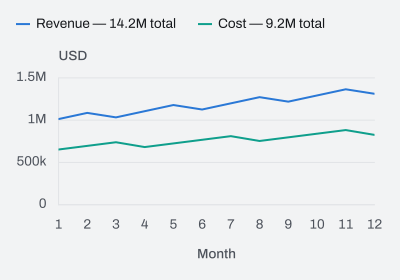 Revenue — 14.2M total Cost — 9.2M total
USD
1.5M
1M
500k
0
1 2 3 4 5 6 7 8 9 10 11 12
Month